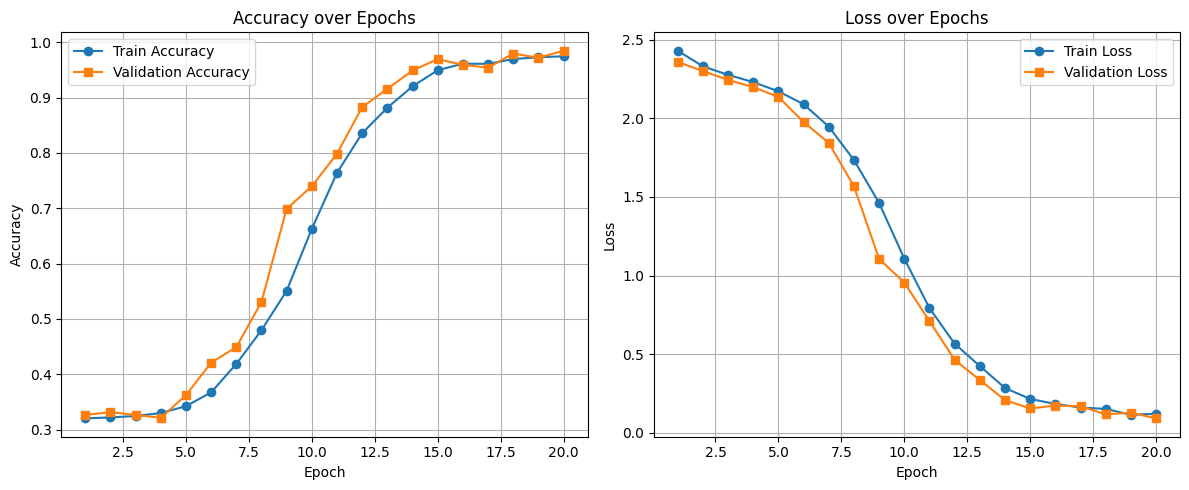 Accuracy over Epochs
Train Accuracy
Validation Accuracy
1.0
0.9
0.8
0.7
0.6
0.5
0.4
0.3
Accuracy
2.5 5.0 7.5 10.0 12.5 15.0 17.5 20.0
Epoch
Loss over Epochs
Train Loss
Validation Loss
2.5
2.0
1.5
1.0
0.5
0.0
Loss
2.5 5.0 7.5 10.0 12.5 15.0 17.5 20.0
Epoch